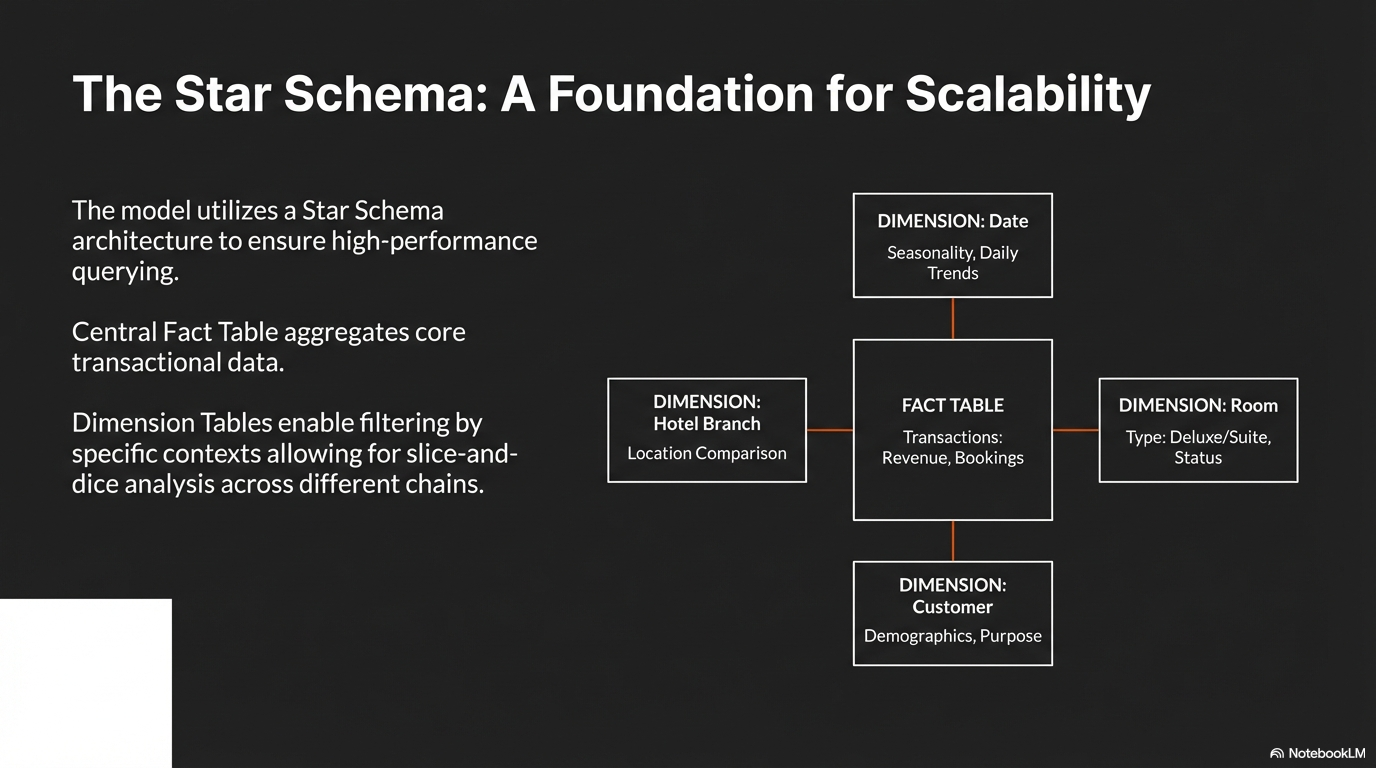 The Star Schema: A Foundation for Scalability
The model utilizes a Star Schema
architecture to ensure high-performance
querying.
Central Fact Table aggregates core
transactional data.
Dimension Tables enable filtering by
specific contexts allowing for slice-and-
dice analysis across different chains.
DIMENSION: Date
Seasonality, Daily
Trends
DIMENSION:
Hotel Branch
Location Comparison
FACT TABLE
Transactions:
Revenue, Bookings
DIMENSION: Room
Type: Deluxe/Suite,
Status
DIMENSION:
Customer
Demographics, Purpose
NotebookLM